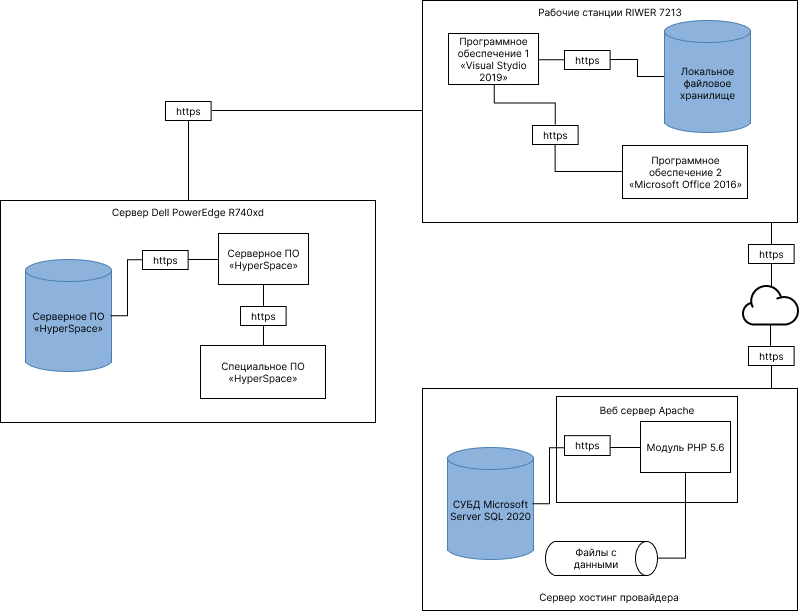 Рабочие станции RIWER 7213
Программное
обеспечение 1
«Visual Stydio
2019»
https
Локальное
файловое
хранилище
https
https
Программное
обеспечение 2
«Microsoft Office 2016»
Сервер Dell PowerEdge R740xd
https
Серверное ПО
«HyperSpace»
Серверное ПО
«HyperSpace»
https
Специальное ПО
«HyperSpace»
https
https
Веб сервер Apache
https
Модуль PHP 5.6
СУБД Microsoft
Server SQL 2020
Файлы с
данными
Сервер хостинг провайдера